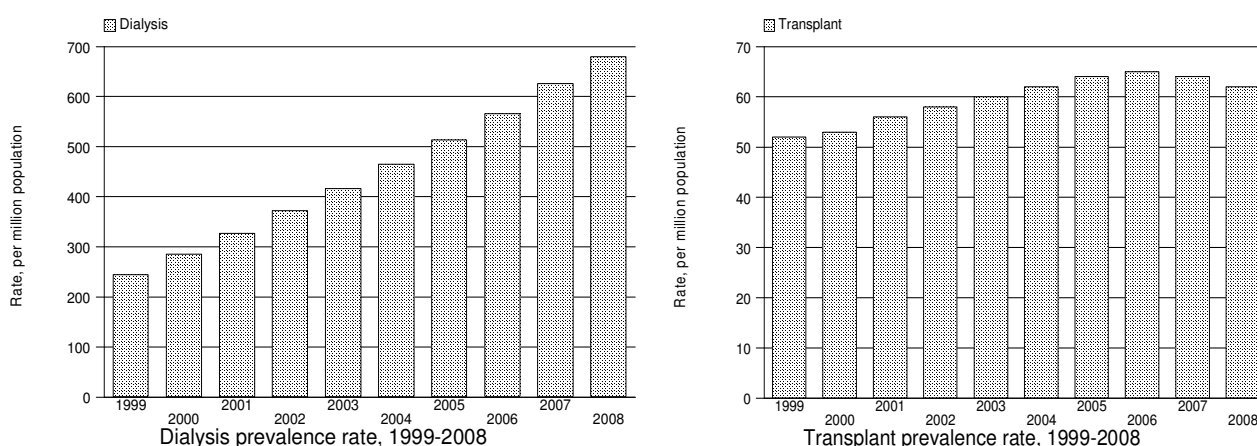 Dialysis
700
600
500
400
300
200
100
0
Rate, per million population
1999 2000 2001 2002 2003 2004 2005 2006 2007 2008
Dialysis prevalence rate, 1999-2008
Transplant
70
60
50
40
30
20
10
0
Rate, per million population
1999 2000 2001 2002 2003 2004 2005 2006 2007 2008
Transplant prevalence rate, 1999-2008